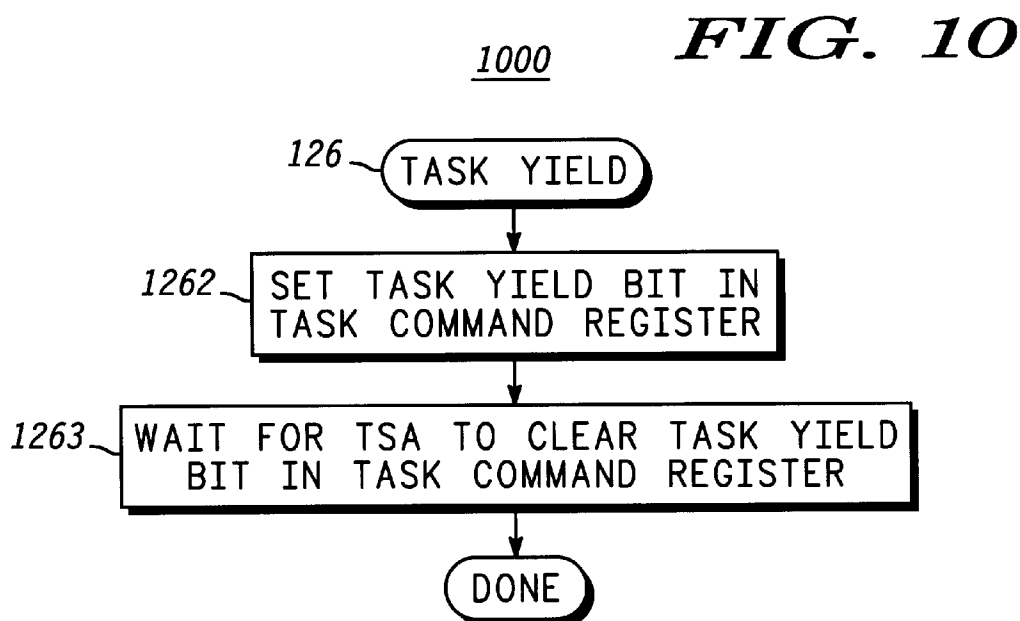 FIG. 10
1000
126
TASK YIELD
1262
SET TASK YIELD BIT IN
TASK COMMAND REGISTER
1263
WAIT FOR TSA TO CLEAR TASK YIELD
BIT IN TASK COMMAND REGISTER
DONE